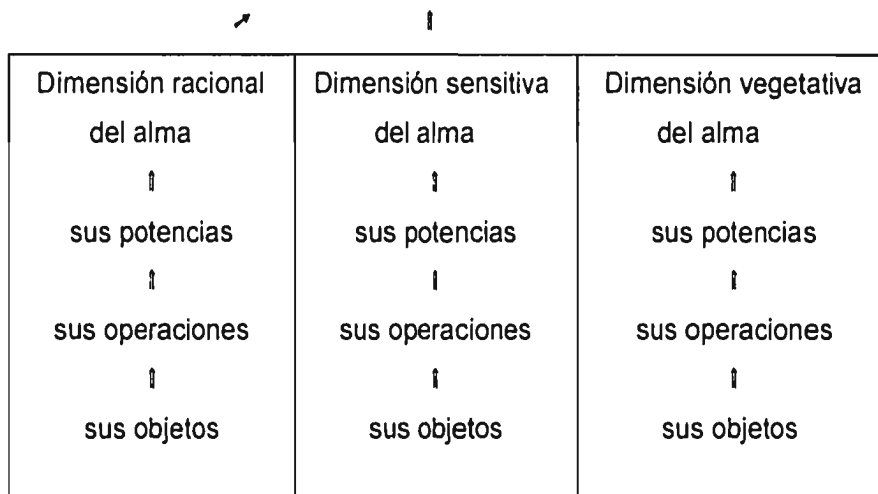 Dimensión racional
del alma
sus potencias
sus operaciones
sus objetos
Dimensión sensitiva
del alma
sus potencias
sus operaciones
sus objetos
Dimensión vegetativa
del alma
sus potencias
sus operaciones
sus objetos